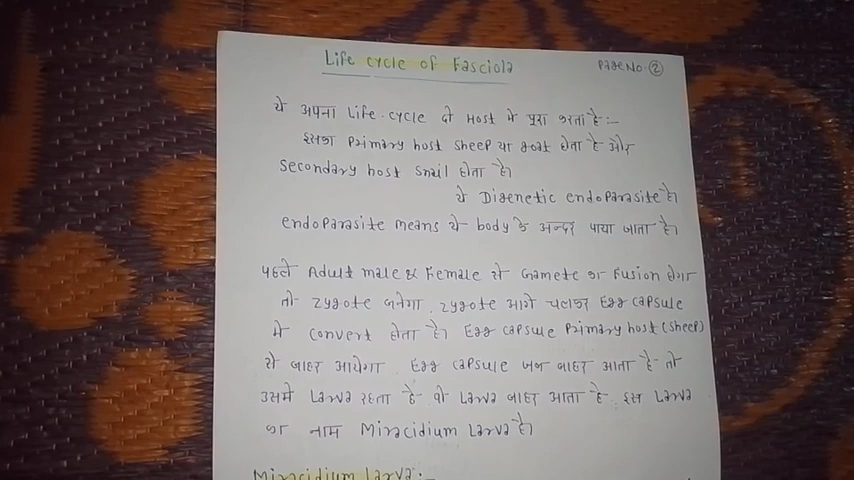 Life cycle of Fasciola
Page No. 2
ये अपना Life-cycle दो Host मे पूरा करता है:-
इसका Primary host sheep या goat होता है और
Secondary host snail होता है।
ये Digenetic endoparasite है।
endoparasite means ये body के अन्दर पाया जाता है।
पहले Adult male & Female से Gamete का Fusion होगा
तो zygote बनेगा. zygote आगे चलकर Egg capsule
मे convert होता है। Egg capsule Primary host (sheep)
से बाहर आयेगा. Egg capsule जब बाहर आता है तो
उसमे Larva रहता है वो Larva बाहर आता है. इस Larva
का नाम Miracidium Larva है।
Miracidium Larva:-